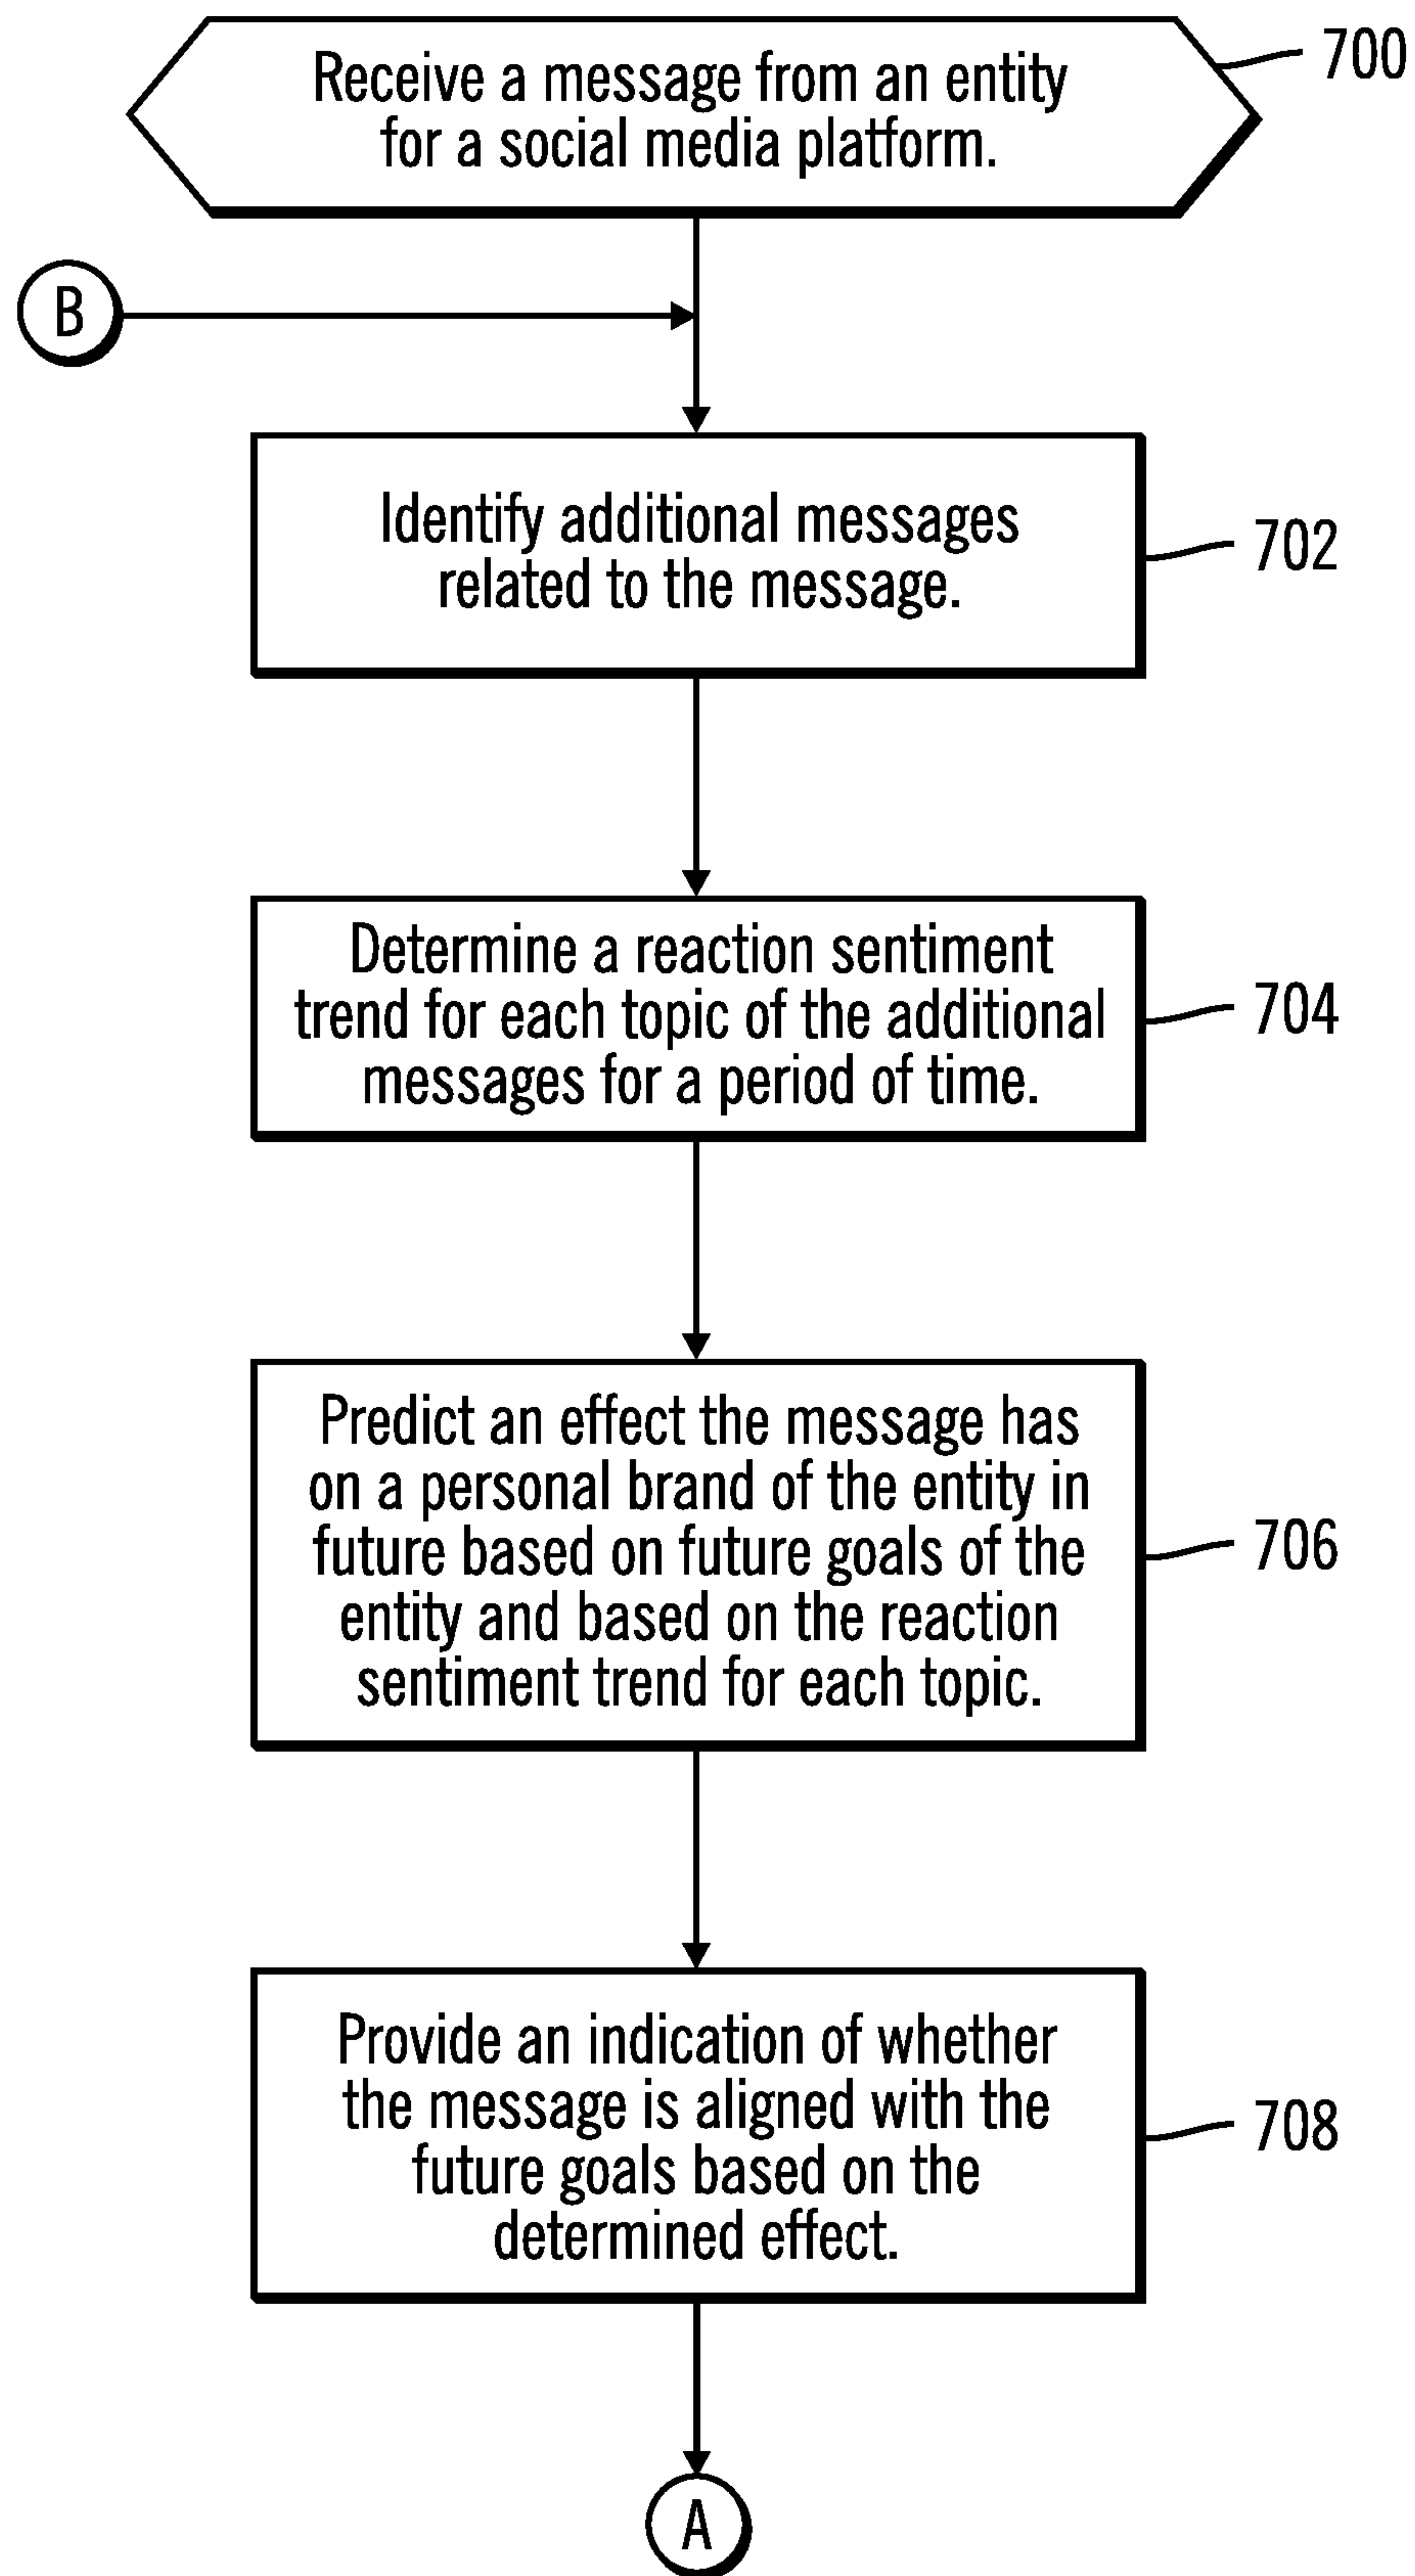 Receive a message from an entity
for a social media platform.
700
B
Identify additional messages
related to the message.
702
Determine a reaction sentiment
trend for each topic of the additional
messages for a period of time.
704
Predict an effect the message has
on a personal brand of the entity in
future based on future goals of the
entity and based on the reaction
sentiment trend for each topic.
706
Provide an indication of whether
the message is aligned with the
future goals based on the
determined effect.
708
A